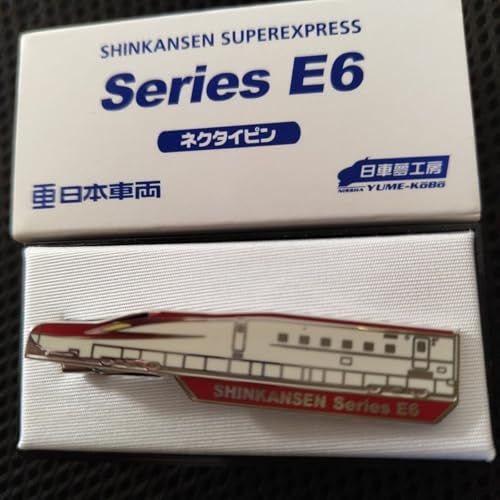 SHINKANSEN SUPEREXPRESS
Series E6
ネクタイピン
日本車両
日車夢工房
NISSHA YUME-KōBō
SHINKANSEN Series E6